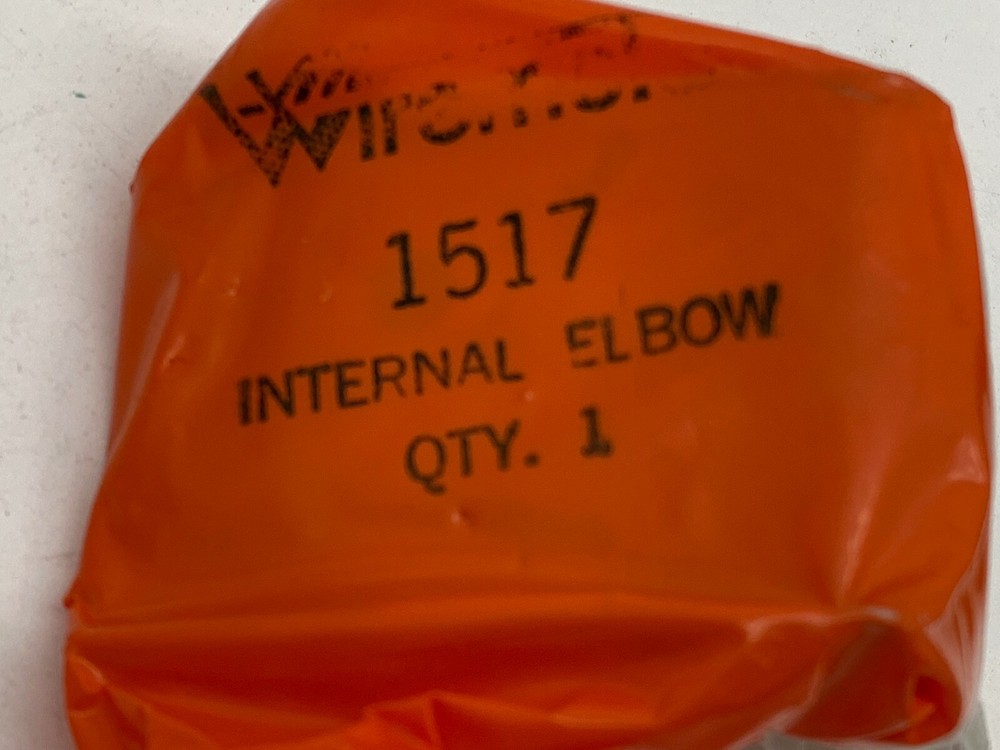 1517
INTERNAL ELBOW
QTY. 1